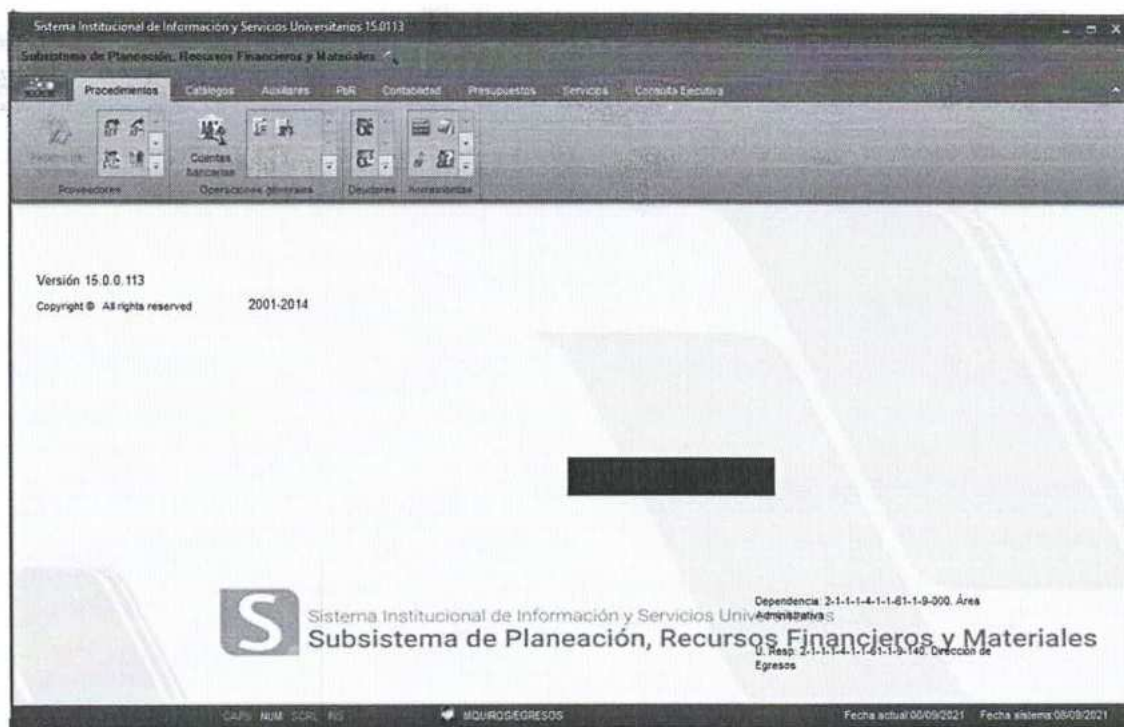 Sistema Institucional de Información y Servicios Universitarios 15.0113
Subsistema de Planeación, Recursos Financieros y Materiales
Procedimientos Catálogos Auxiliares PbR Contabilidad Presupuestos Servicios Consulta Ejecutiva
Cuentas bancarias
Proveedores Operaciones generales Deudores Herramientas
Versión 15.0.0.113
Copyright © All rights reserved 2001-2014
S
Dependencia: 2-1-1-1-4-1-1-61-1-9-000. Área
Administrativa
Sistema Institucional de Información y Servicios Universitarios
Subsistema de Planeación, Recursos Financieros y Materiales
U. Resp: 2-1-1-1-4-1-1-61-1-9-140. Dirección de
Egresos
CAPS NUM SCRL INS MQUIROS/EGRESOS Fecha actual:00/09/2021 Fecha sistema:08/09/2021